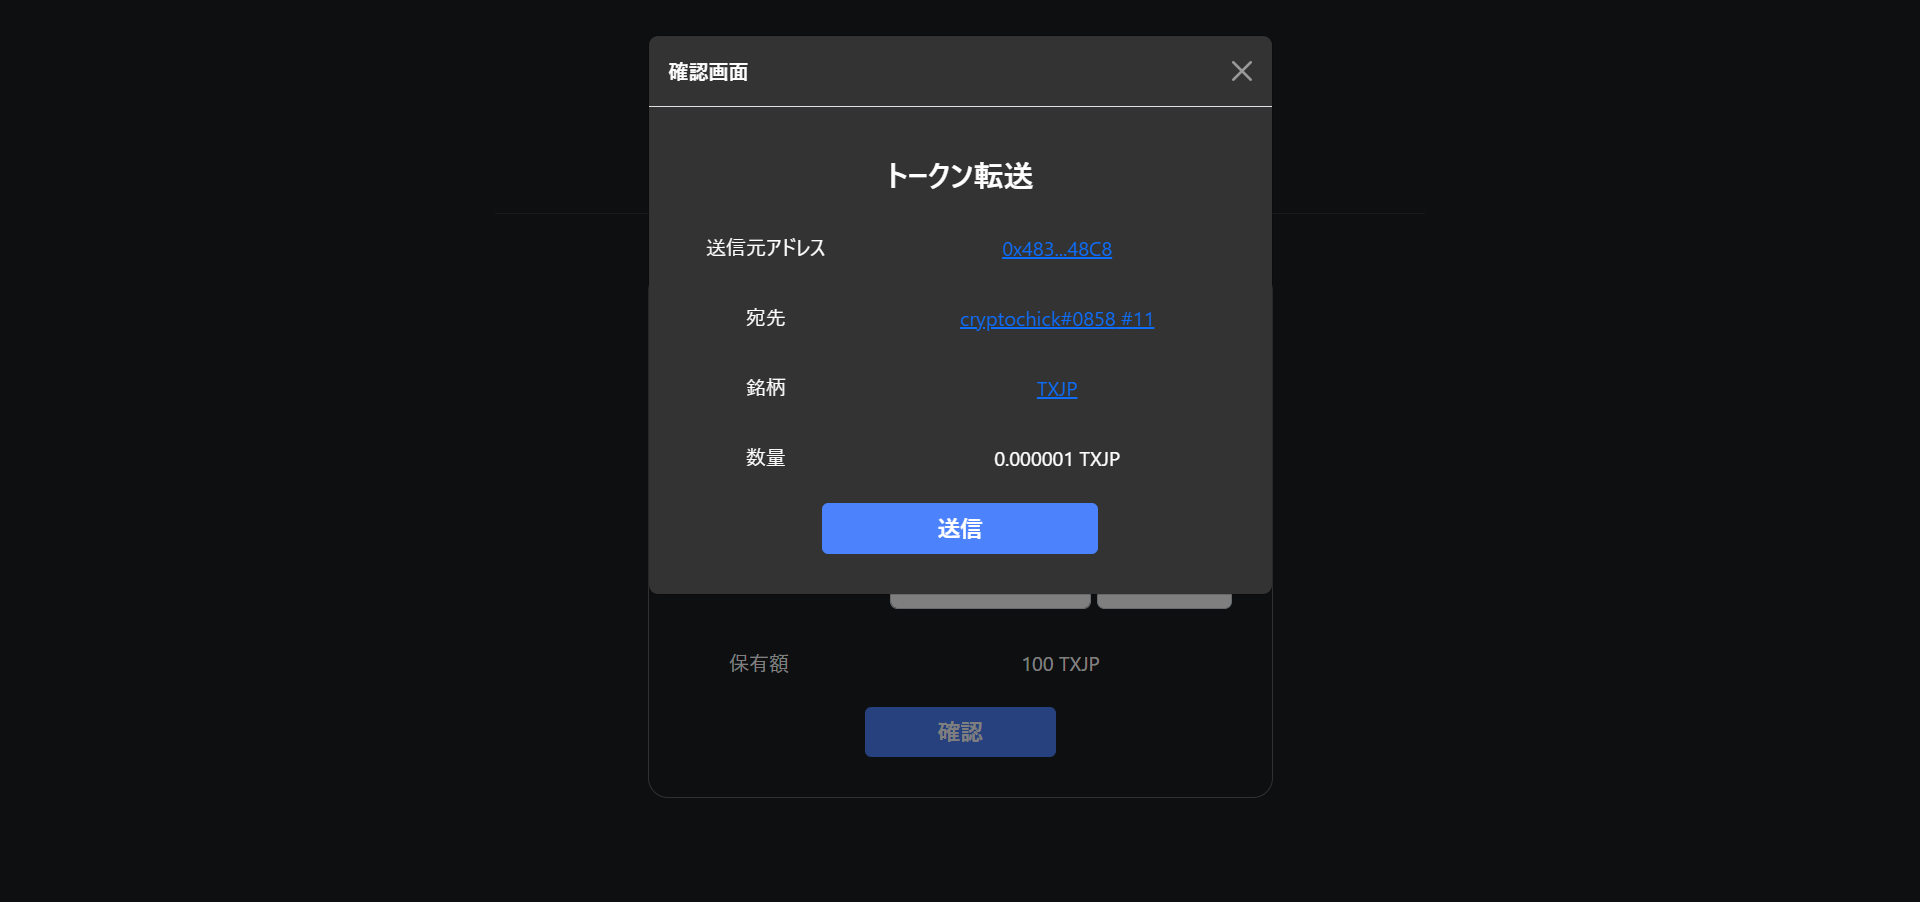 確認画面
トークン転送
送信元アドレス 0x483...48C8
宛先 cryptochick#0858 #11
銘柄 TXJP
数量 0.000001 TXJP
送信
保有額 100 TXJP
確認